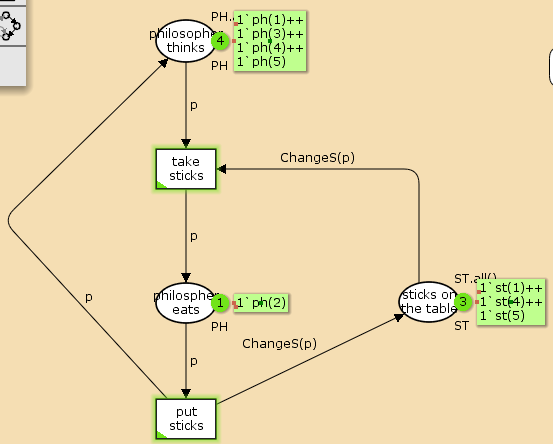 PH.
philosopher
thinks
4
1`ph(1)++
1`ph(3)++
1`ph(4)++
1`ph(5)
PH
p
take
sticks
ChangeS(p)
p
philospher
eats
1
1`ph(2)
PH
ST.all()
sticks on
the table
3
1`st(1)++
1`st(4)++
1`st(5)
ST
p
p
ChangeS(p)
put
sticks